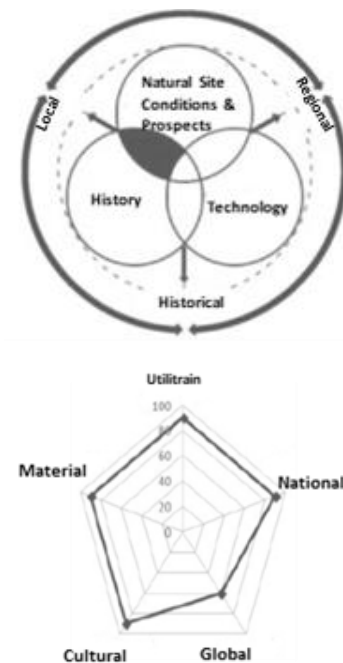 Natural Site
Conditions &
Prospects
Local
Regional
History
Technology
Historical
Utilitrain
100
80
60
40
20
0
Material
National
Cultural
Global